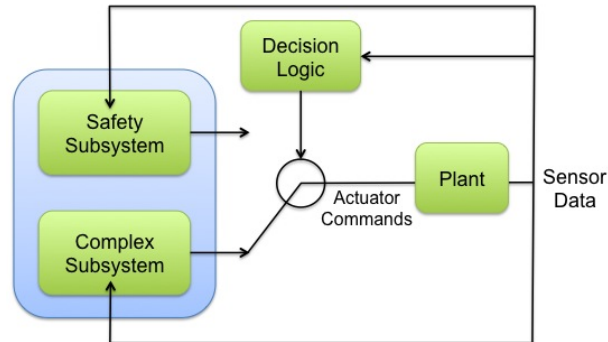 Decision
Logic
Safety
Subsystem
Plant
Sensor
Data
Actuator
Commands
Complex
Subsystem